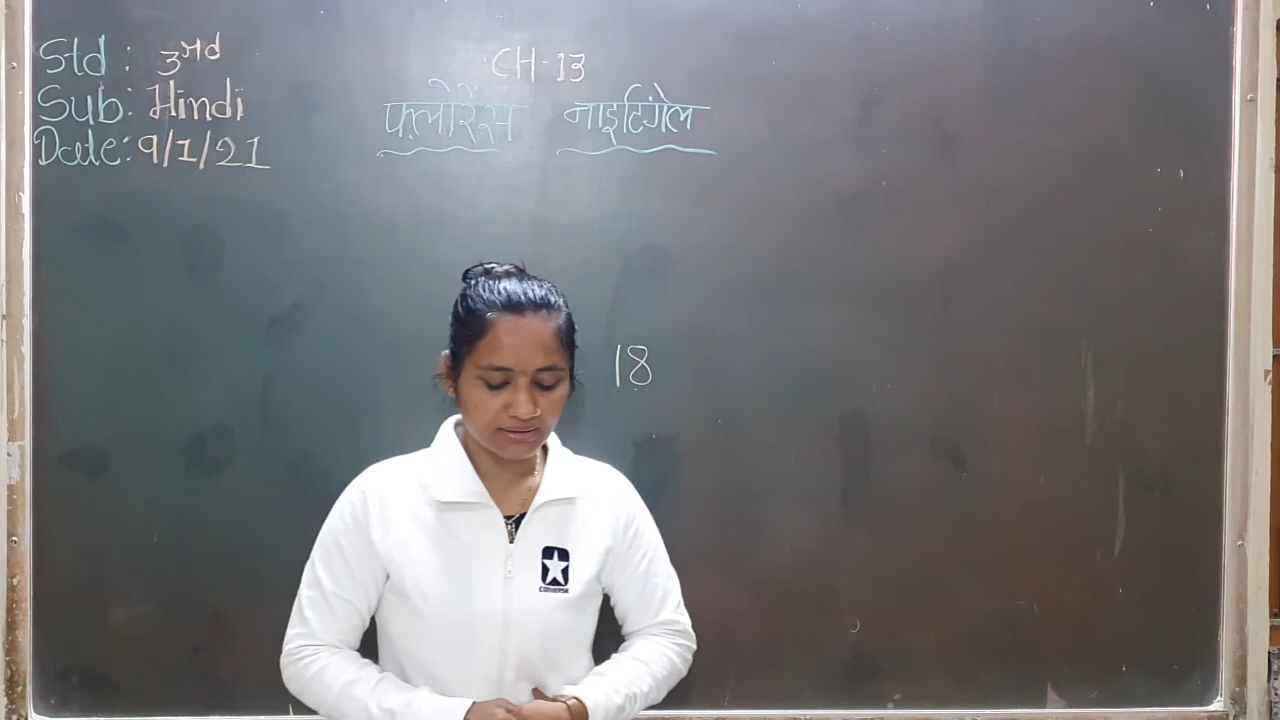 Std : 3rd
Sub: Hindi
Date: 9/1/21
CH-13
फ़्लोरेंस नाइटिंगेल
18
CONVERSE